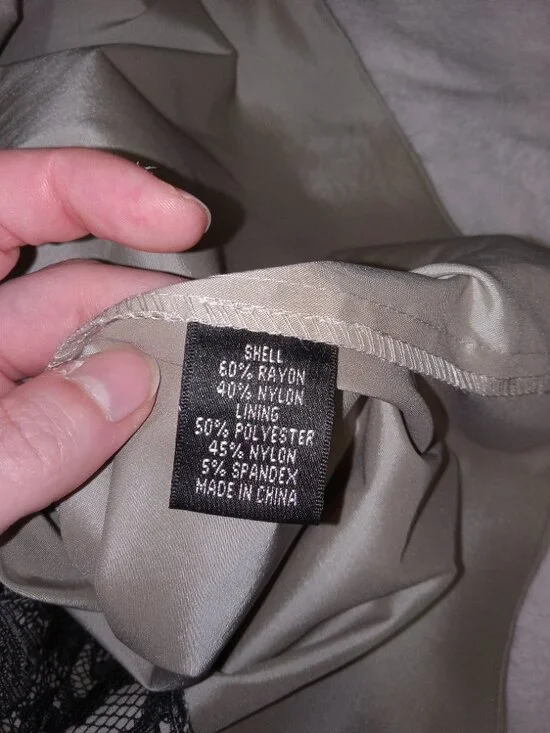 SHELL
60% RAYON
40% NYLON
LINING
50% POLYESTER
45% NYLON
5% SPANDEX
MADE IN CHINA